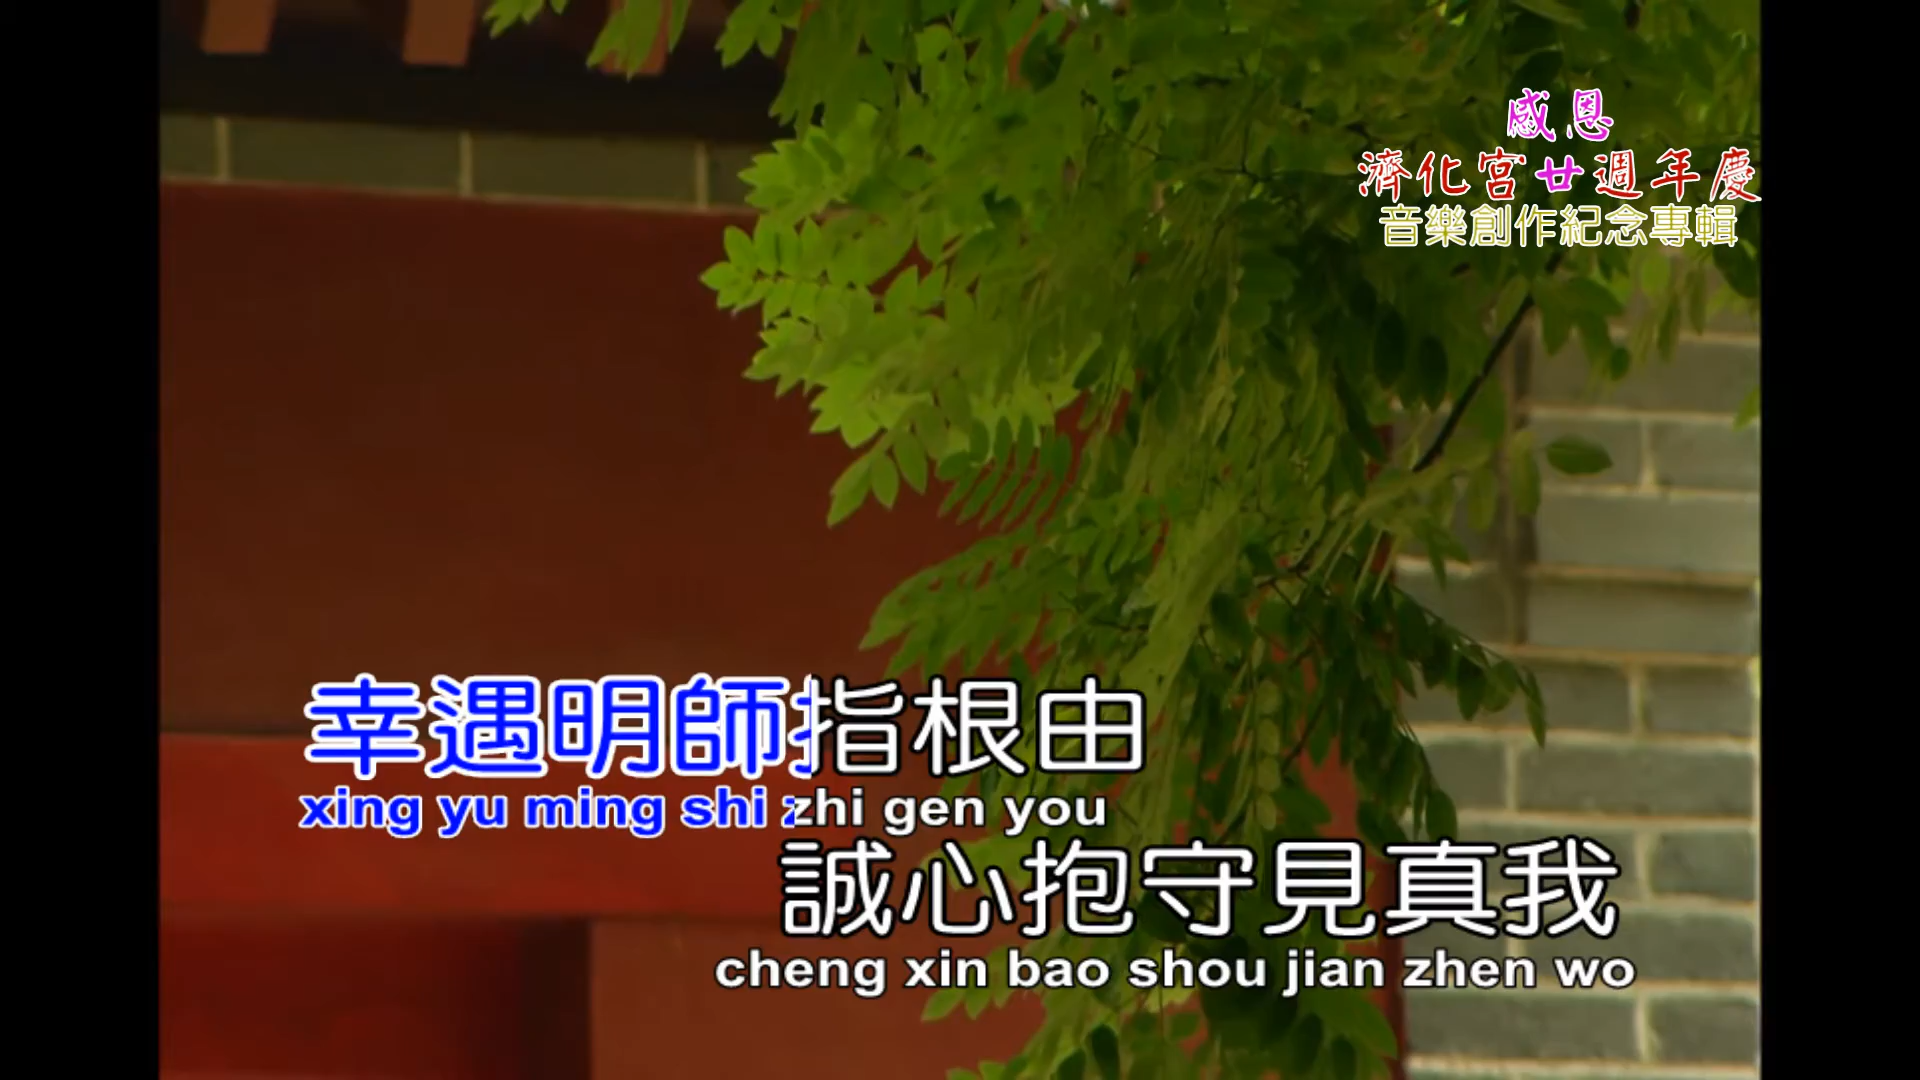 感恩
濟化宮廿週年慶
音樂創作紀念專輯
幸遇明師指根由
xing yu ming shi zhi gen you
誠心抱守見真我
cheng xin bao shou jian zhen wo